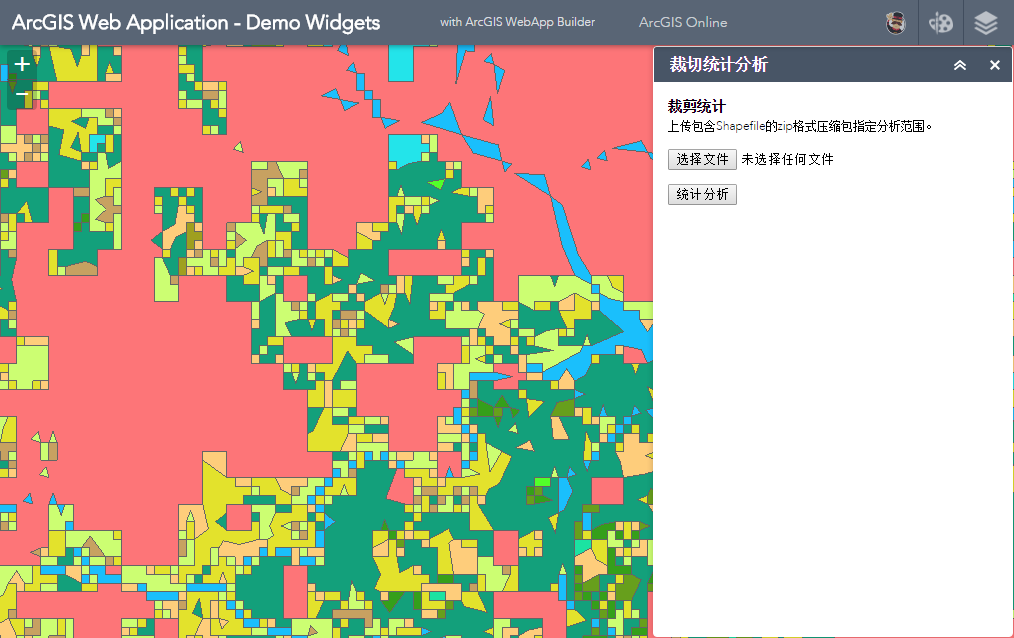 ArcGIS Web Application - Demo Widgets
with ArcGIS WebApp Builder
ArcGIS Online
裁切统计分析
裁剪统计
上传包含Shapefile的zip格式压缩包指定分析范围。
选择文件 未选择任何文件
统计分析